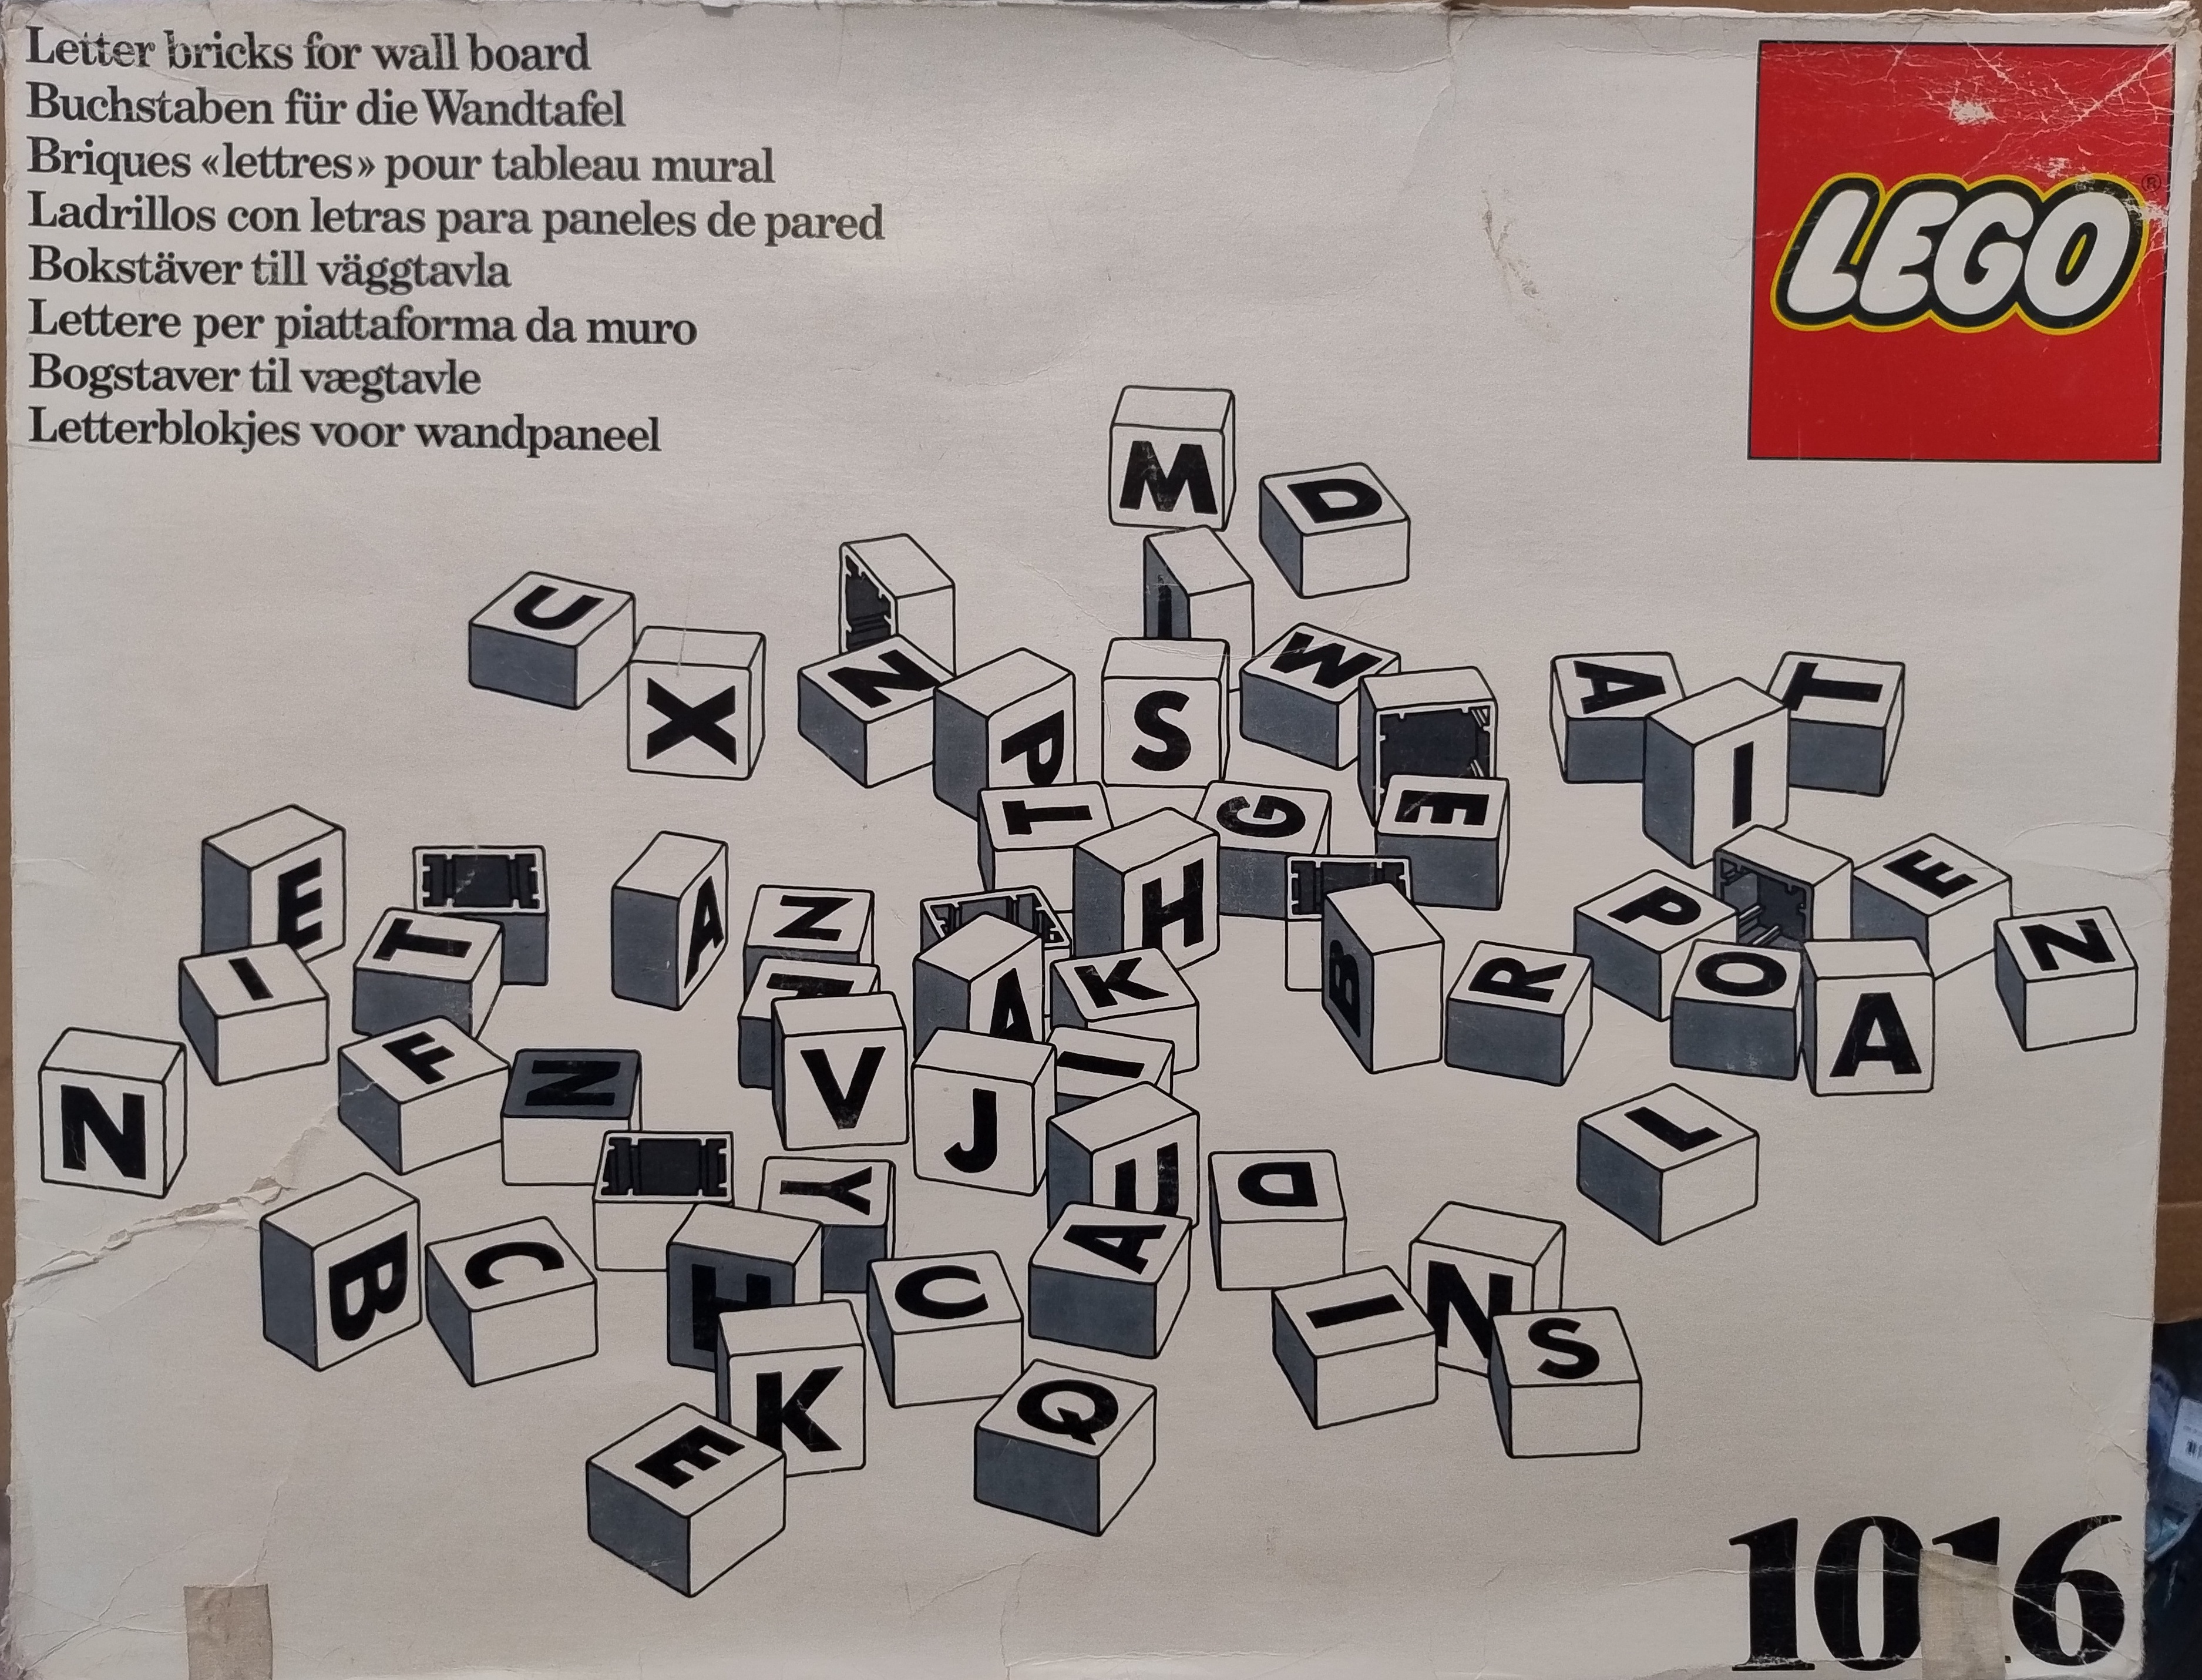 Letter bricks for wall board
Buchstaben für die Wandtafel
Briques «lettres» pour tableau mural
Ladrillos con letras para paneles de pared
Bokstäver till väggtavla
Lettere per piattaforma da muro
Bogstaver til vægtavle
Letterblokjes voor wandpaneel
LEGO®
M
D
U
I
X
Z
P
S
W
A
T
I
T
G
E
E
A
H
E
T
Z
P
B
K
R
O
N
I
A
A
N
F
Z
V
J
I
L
U
Y
D
B
C
H
C
A
I
N
S
K
Q
E
1016